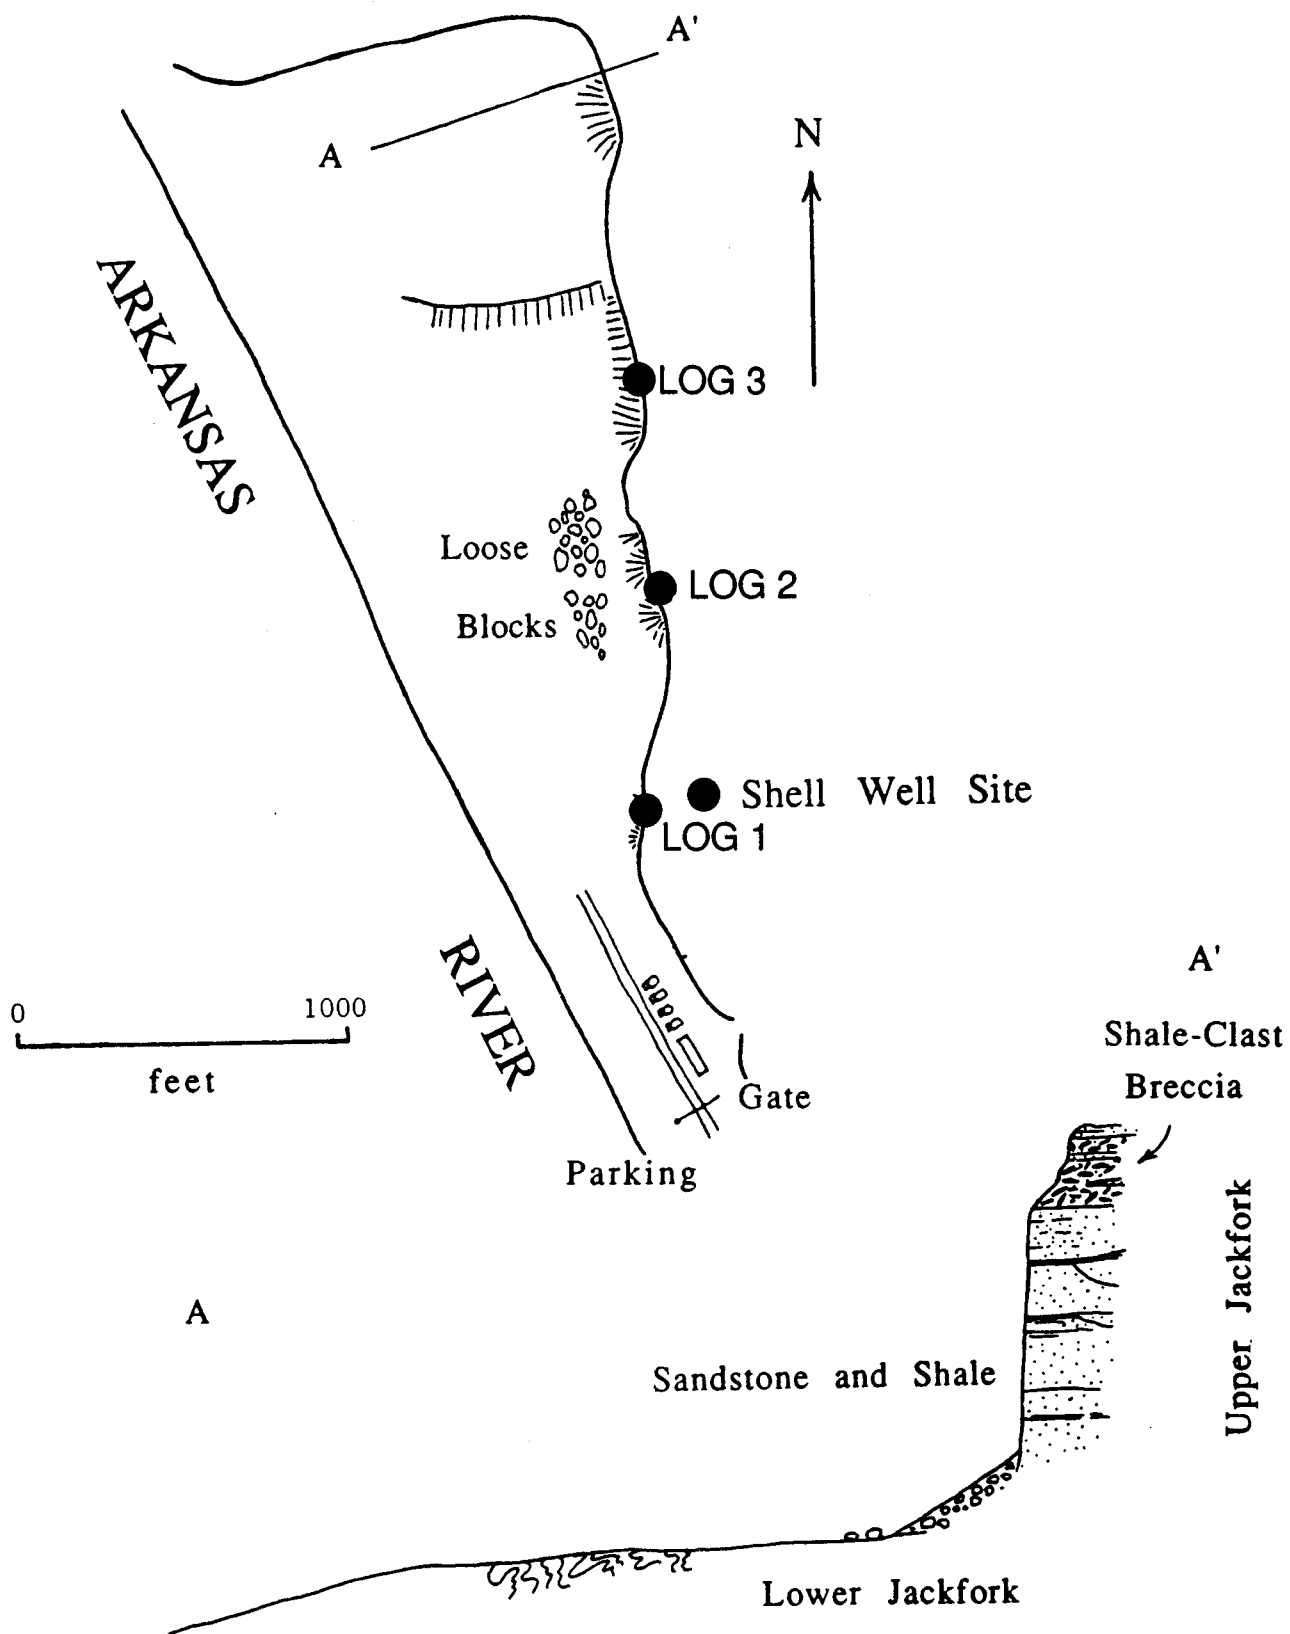 A'
A
N
ARKANSAS
LOG 3
Loose
LOG 2
Blocks
Shell Well Site
LOG 1
RIVER
0 1000
feet
Gate
Parking
A'
Shale-Clast
Breccia
Upper Jackfork
A
Sandstone and Shale
Lower Jackfork